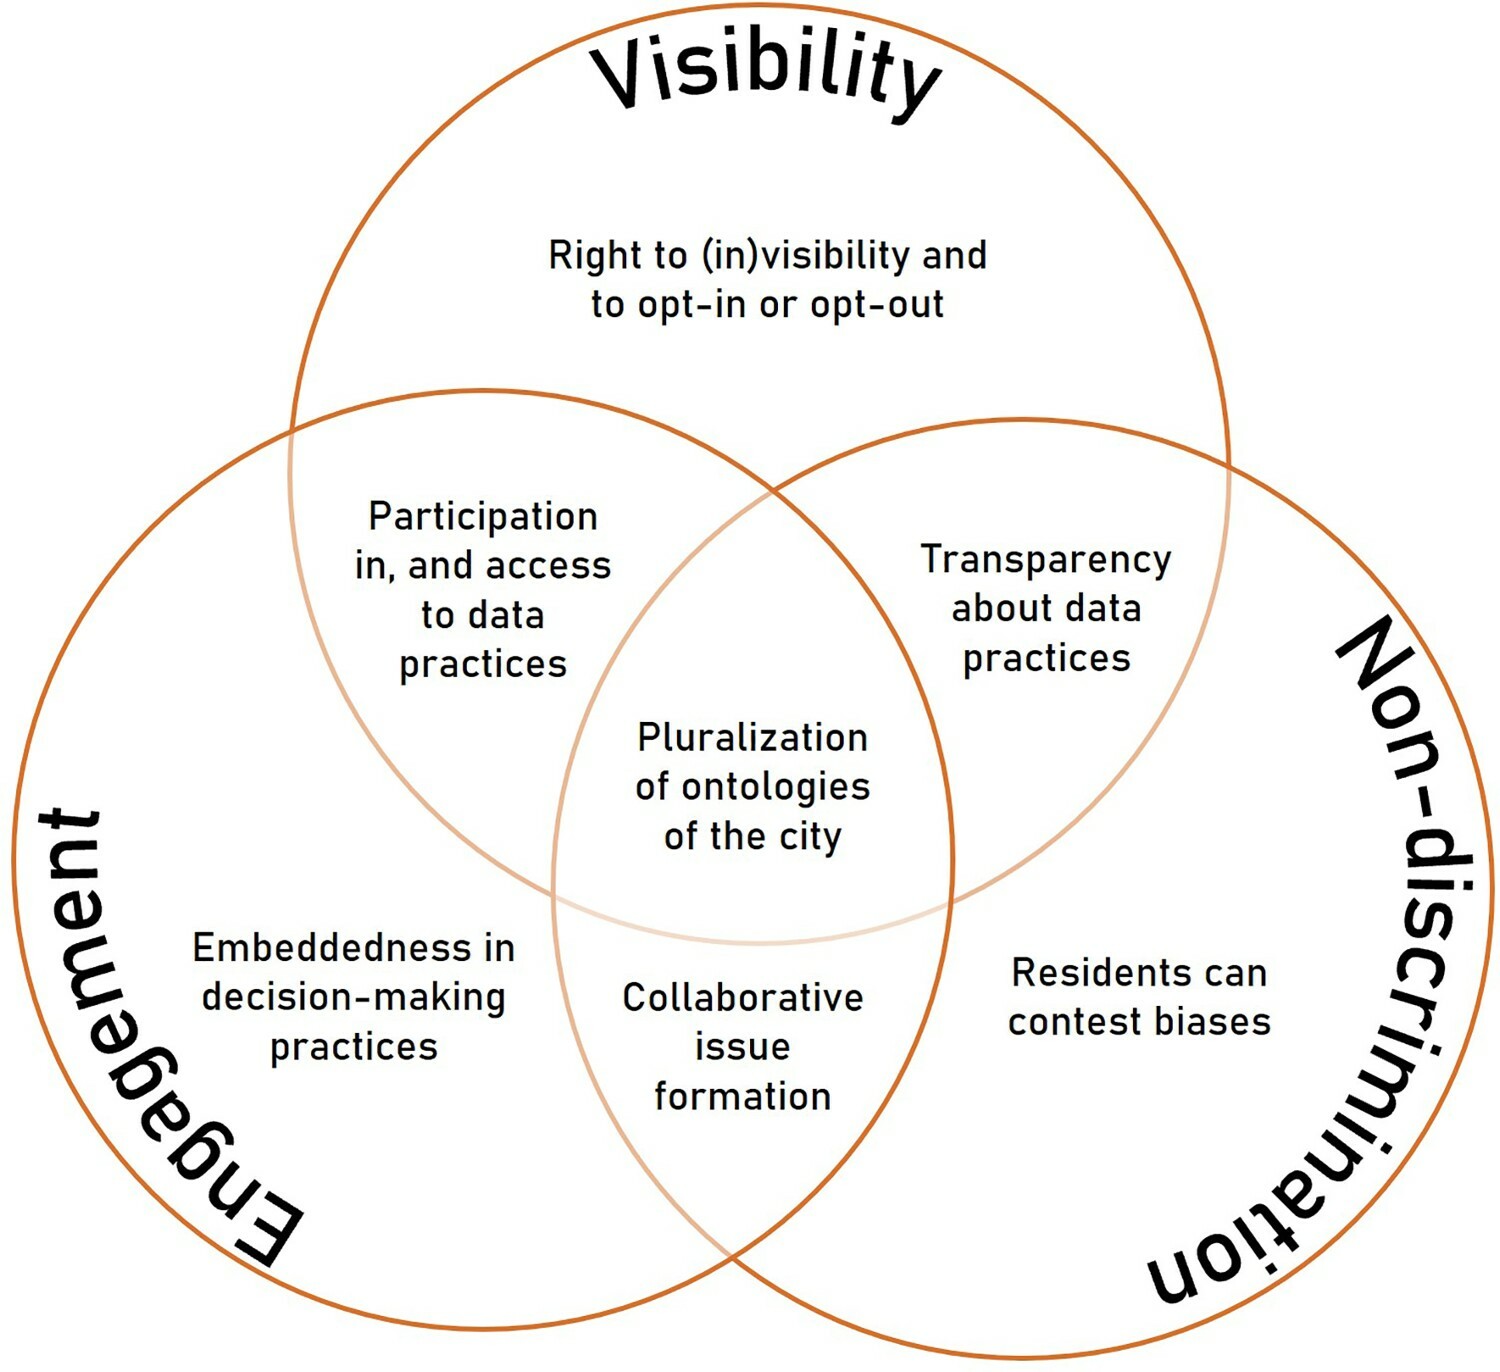 Visibility
Right to (in)visibility and
to opt-in or opt-out
Participation
in, and access
to data
practices
Transparency
about data
practices
Pluralization
of ontologies
of the city
Engagement
Non-discrimination
Embeddedness in
decision-making
practices
Collaborative
issue
formation
Residents can
contest biases